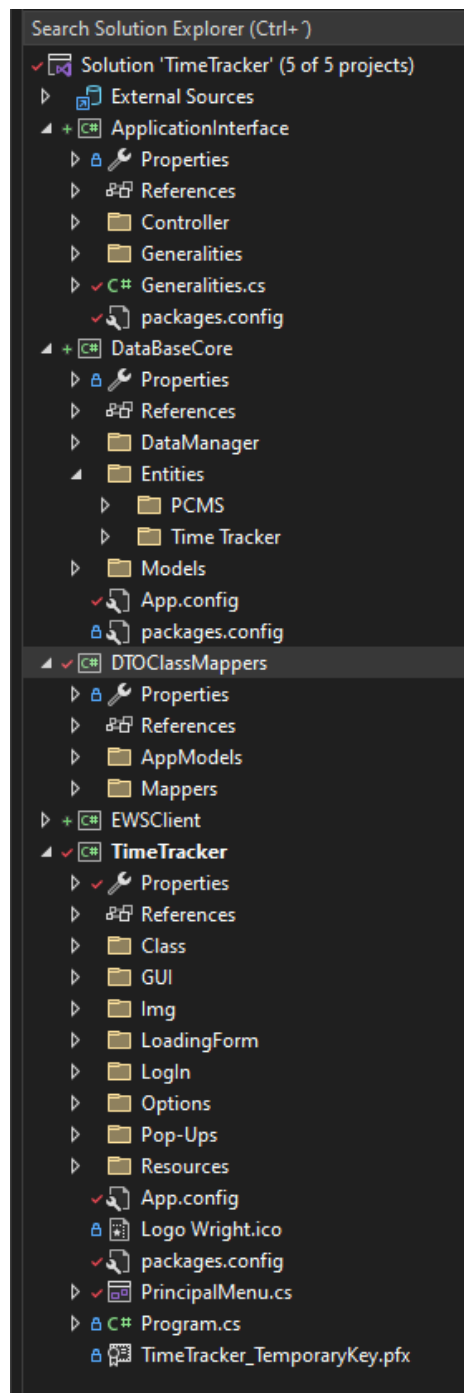 Search Solution Explorer (Ctrl+´)
Solution 'TimeTracker' (5 of 5 projects)
External Sources
C# ApplicationInterface
Properties
References
Controller
Generalities
C# Generalities.cs
packages.config
C# DataBaseCore
Properties
References
DataManager
Entities
PCMS
Time Tracker
Models
App.config
packages.config
C# DTOClassMappers
Properties
References
AppModels
Mappers
C# EWSClient
C# TimeTracker
Properties
References
Class
GUI
Img
LoadingForm
LogIn
Options
Pop-Ups
Resources
App.config
Logo Wright.ico
packages.config
PrincipalMenu.cs
C# Program.cs
TimeTracker_TemporaryKey.pfx